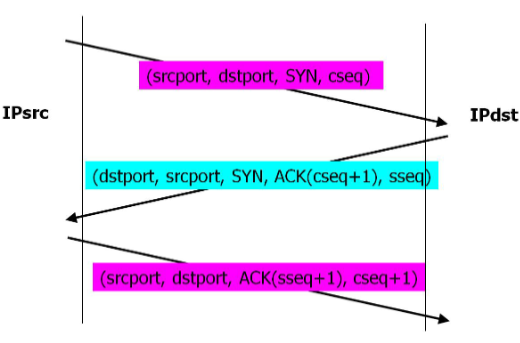 (srcport, dstport, SYN, cseq)
IPsrc
IPdst
(dstport, srcport, SYN, ACK(cseq+1), sseq)
(srcport, dstport, ACK(sseq+1), cseq+1)